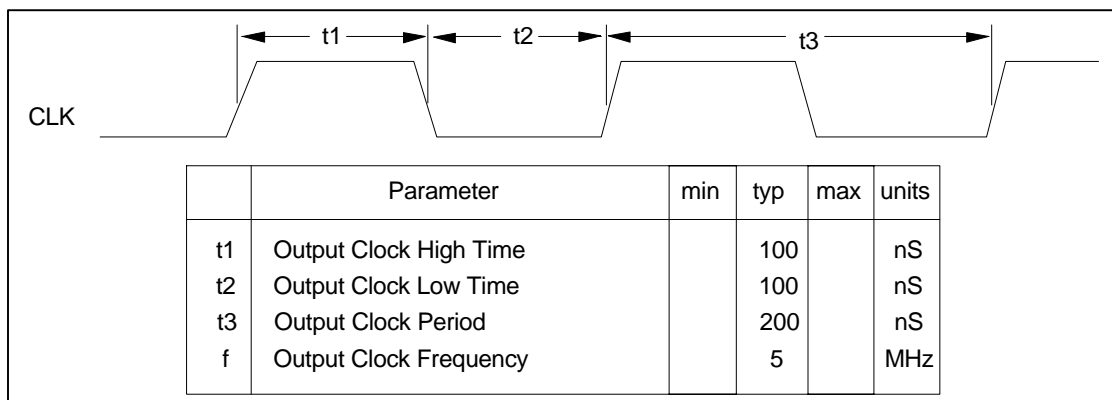 t1 t2 t3
CLK
Parameter min typ max units
t1 Output Clock High Time 100 nS
t2 Output Clock Low Time 100 nS
t3 Output Clock Period 200 nS
f Output Clock Frequency 5 MHz